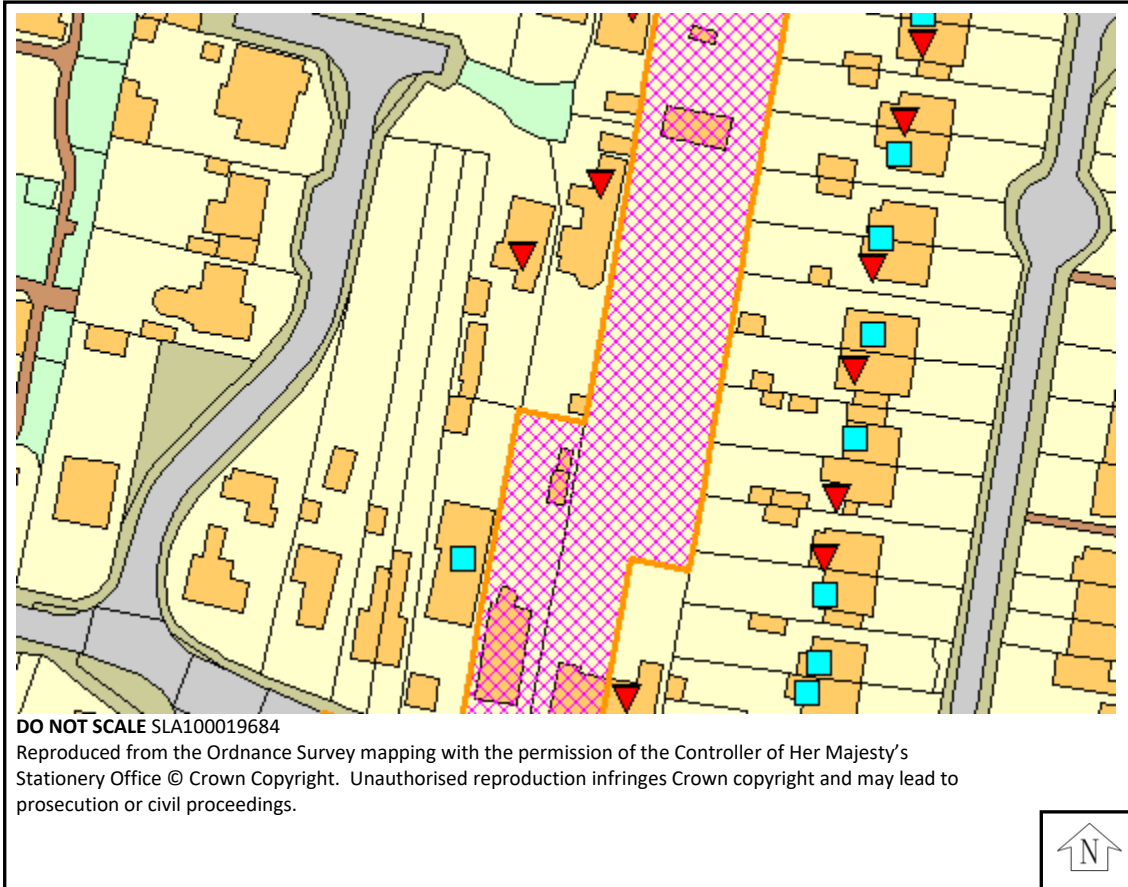 DO NOT SCALE SLA100019684
Reproduced from the Ordnance Survey mapping with the permission of the Controller of Her Majesty’s
Stationery Office © Crown Copyright.  Unauthorised reproduction infringes Crown copyright and may lead to
prosecution or civil proceedings.
N